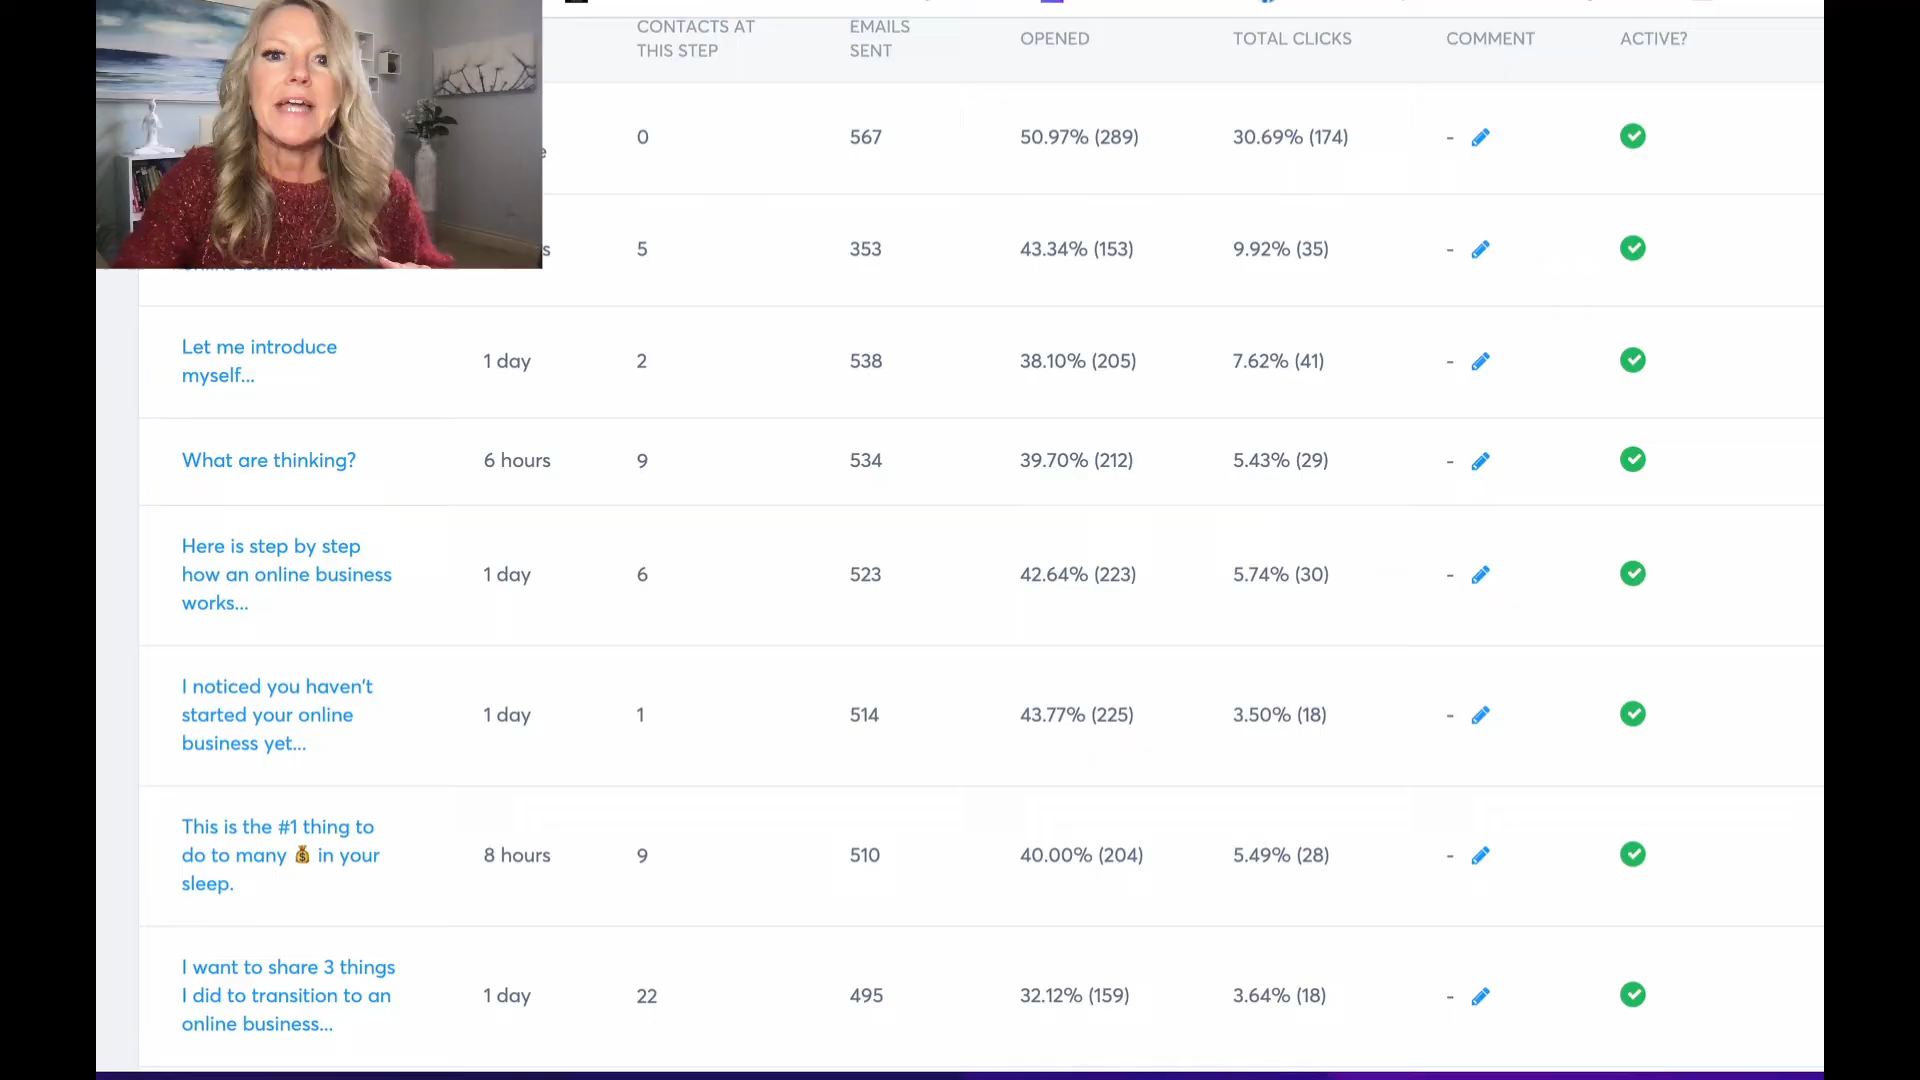 CONTACTS AT
THIS STEP
EMAILS
SENT
OPENED
TOTAL CLICKS
COMMENT
ACTIVE?
0
567
50.97% (289)
30.69% (174)
-
5
353
43.34% (153)
9.92% (35)
-
Let me introduce
myself...
1 day
2
538
38.10% (205)
7.62% (41)
-
What are thinking?
6 hours
9
534
39.70% (212)
5.43% (29)
-
Here is step by step
how an online business
works...
1 day
6
523
42.64% (223)
5.74% (30)
-
I noticed you haven't
started your online
business yet...
1 day
1
514
43.77% (225)
3.50% (18)
-
This is the #1 thing to
do to many 💰 in your
sleep.
8 hours
9
510
40.00% (204)
5.49% (28)
-
I want to share 3 things
I did to transition to an
online business...
1 day
22
495
32.12% (159)
3.64% (18)
-